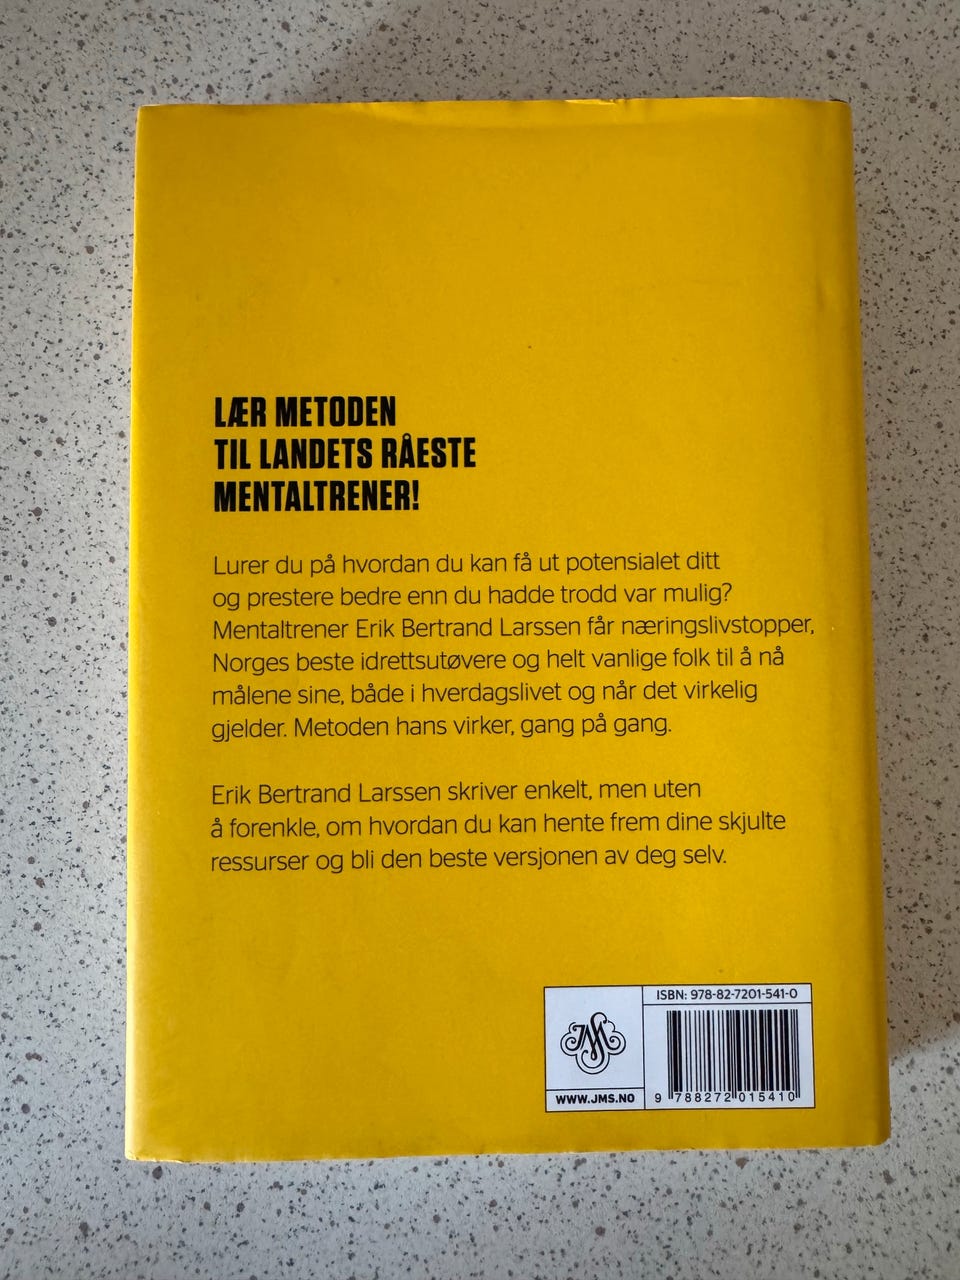 LÆR METODEN
TIL LANDETS RÅESTE
MENTALTRENER!
Lurer du på hvordan du kan få ut potensialet ditt
og prestere bedre enn du hadde trodd var mulig?
Mentaltrener Erik Bertrand Larssen får næringslivstopper,
Norges beste idrettsutøvere og helt vanlige folk til å nå
målene sine, både i hverdagslivet og når det virkelig
gjelder. Metoden hans virker, gang på gang.
Erik Bertrand Larssen skriver enkelt, men uten
å forenkle, om hvordan du kan hente frem dine skjulte
ressurser og bli den beste versjonen av deg selv.
ISBN: 978-82-7201-541-0
JMS
WWW.JMS.NO
9 788272 015410